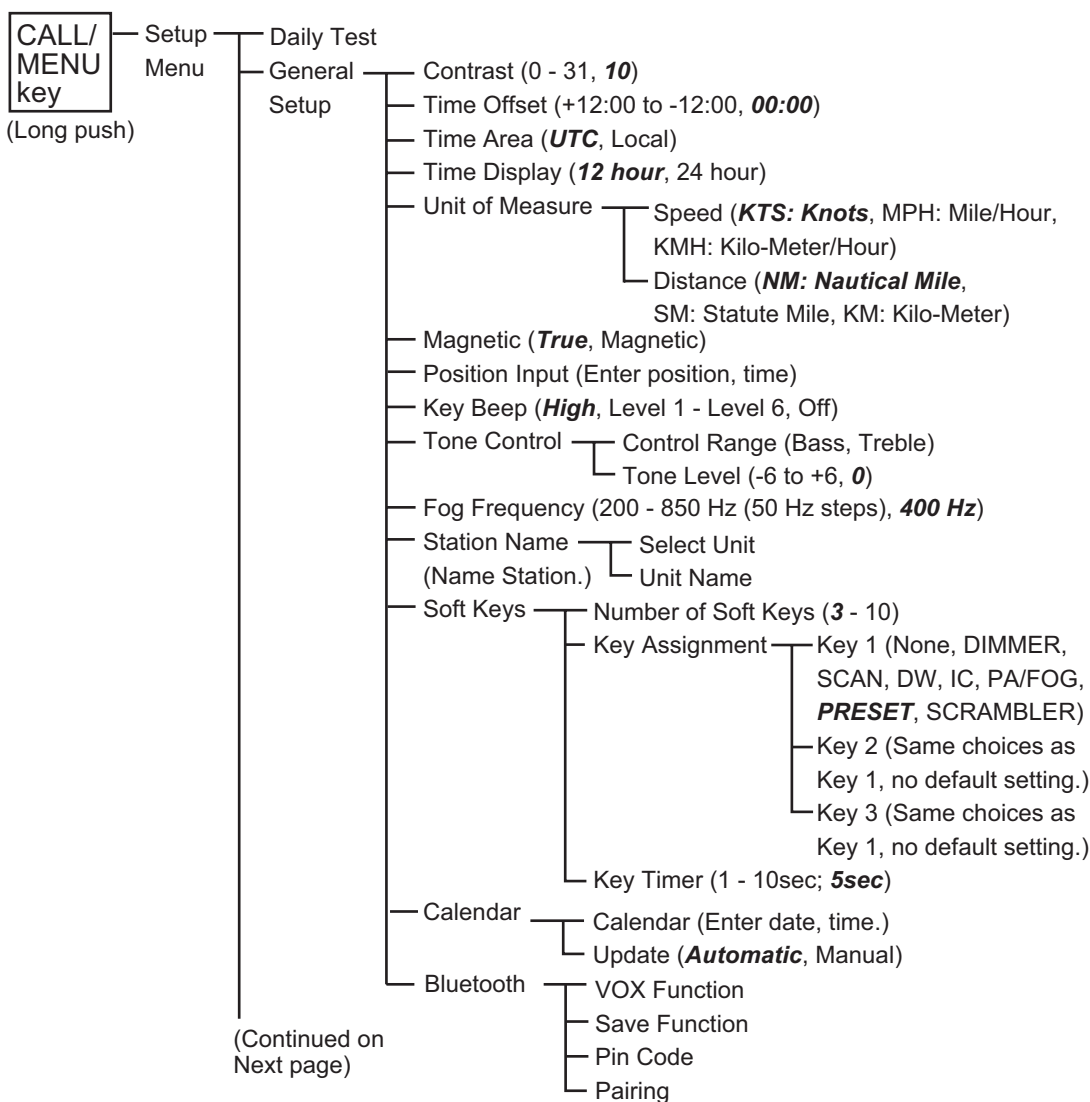 CALL/
MENU
key
(Long push)
Setup
Menu
Daily Test
General
Setup
Contrast (0 - 31, 10)
Time Offset (+12:00 to -12:00, 00:00)
Time Area (UTC, Local)
Time Display (12 hour, 24 hour)
Unit of Measure
Speed (KTS: Knots, MPH: Mile/Hour,
KMH: Kilo-Meter/Hour)
Distance (NM: Nautical Mile,
SM: Statute Mile, KM: Kilo-Meter)
Magnetic (True, Magnetic)
Position Input (Enter position, time)
Key Beep (High, Level 1 - Level 6, Off)
Tone Control
Control Range (Bass, Treble)
Tone Level (-6 to +6, 0)
Fog Frequency (200 - 850 Hz (50 Hz steps), 400 Hz)
Station Name
(Name Station.)
Select Unit
Unit Name
Soft Keys
Number of Soft Keys (3 - 10)
Key Assignment
Key 1 (None, DIMMER,
SCAN, DW, IC, PA/FOG,
PRESET, SCRAMBLER)
Key 2 (Same choices as
Key 1, no default setting.)
Key 3 (Same choices as
Key 1, no default setting.)
Key Timer (1 - 10sec; 5sec)
Calendar
Calendar (Enter date, time.)
Update (Automatic, Manual)
Bluetooth
VOX Function
Save Function
Pin Code
Pairing
(Continued on
Next page)